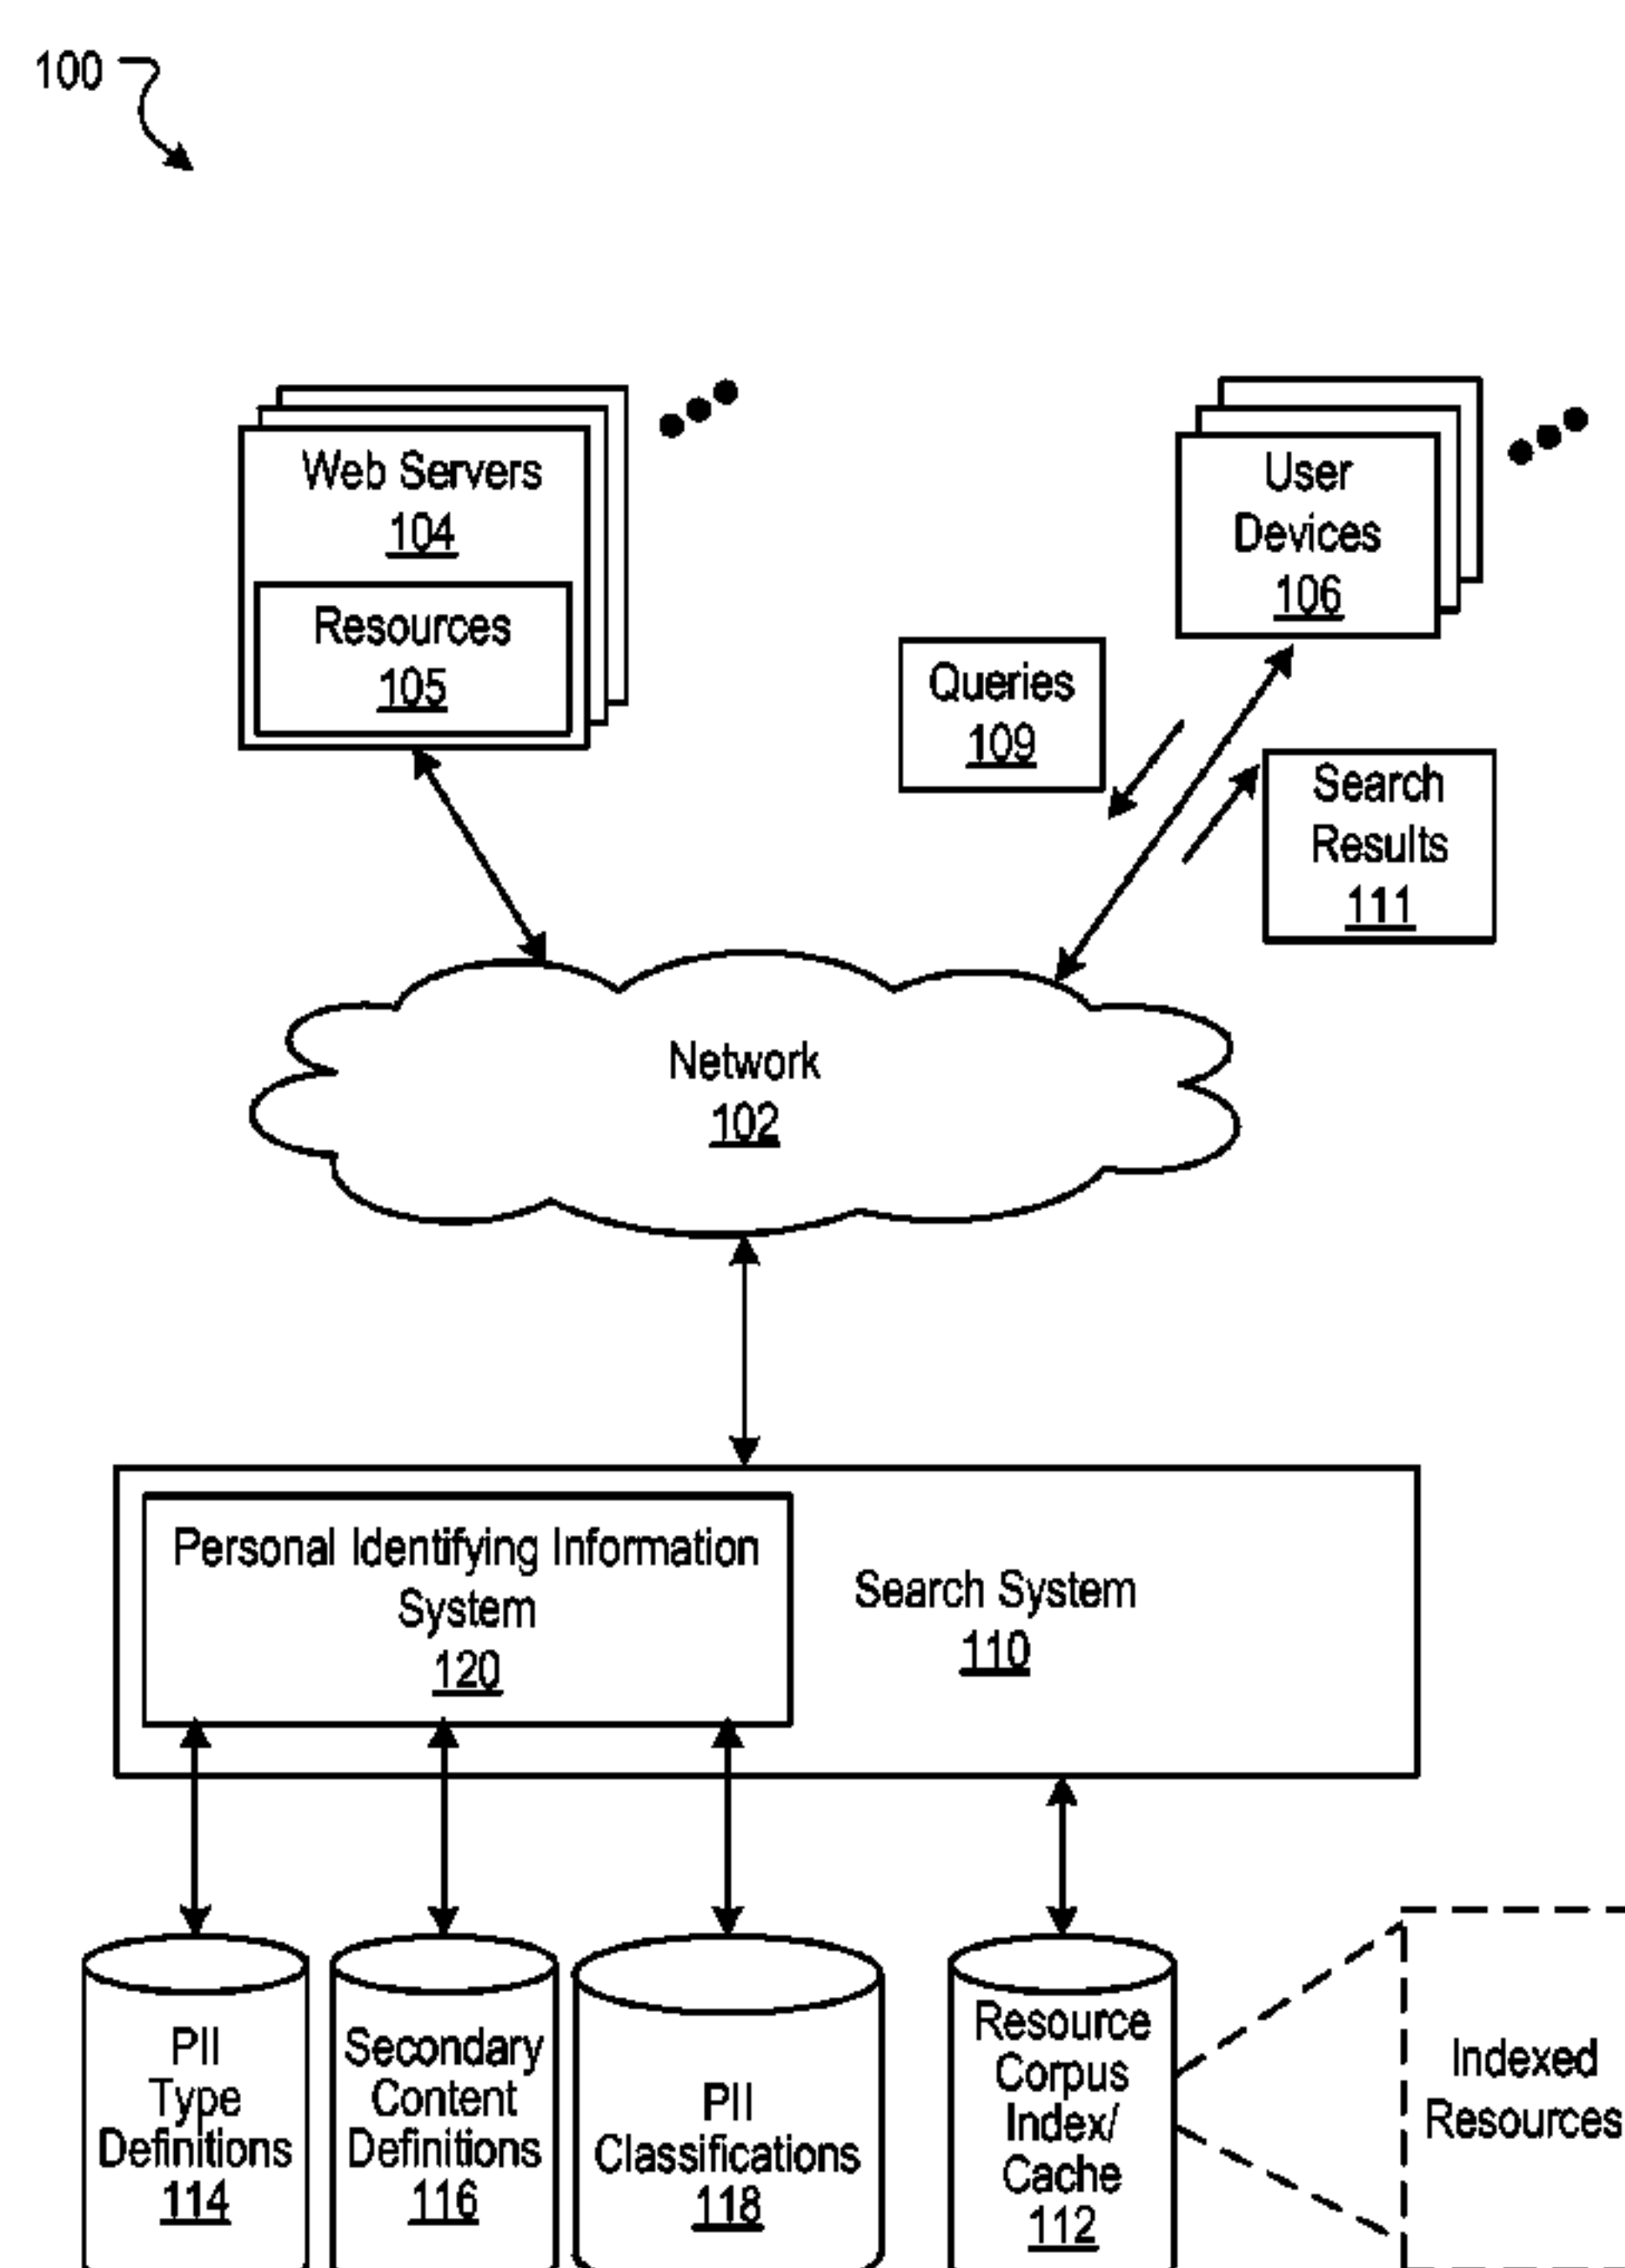 100
Web Servers
104
Resources
105
User
Devices
106
Queries
109
Search
Results
111
Network
102
Personal Identifying Information
System
120
Search System
110
PII
Type
Definitions
114
Secondary
Content
Definitions
116
PII
Classifications
118
Resource
Corpus
Index/
Cache
112
Indexed
Resources